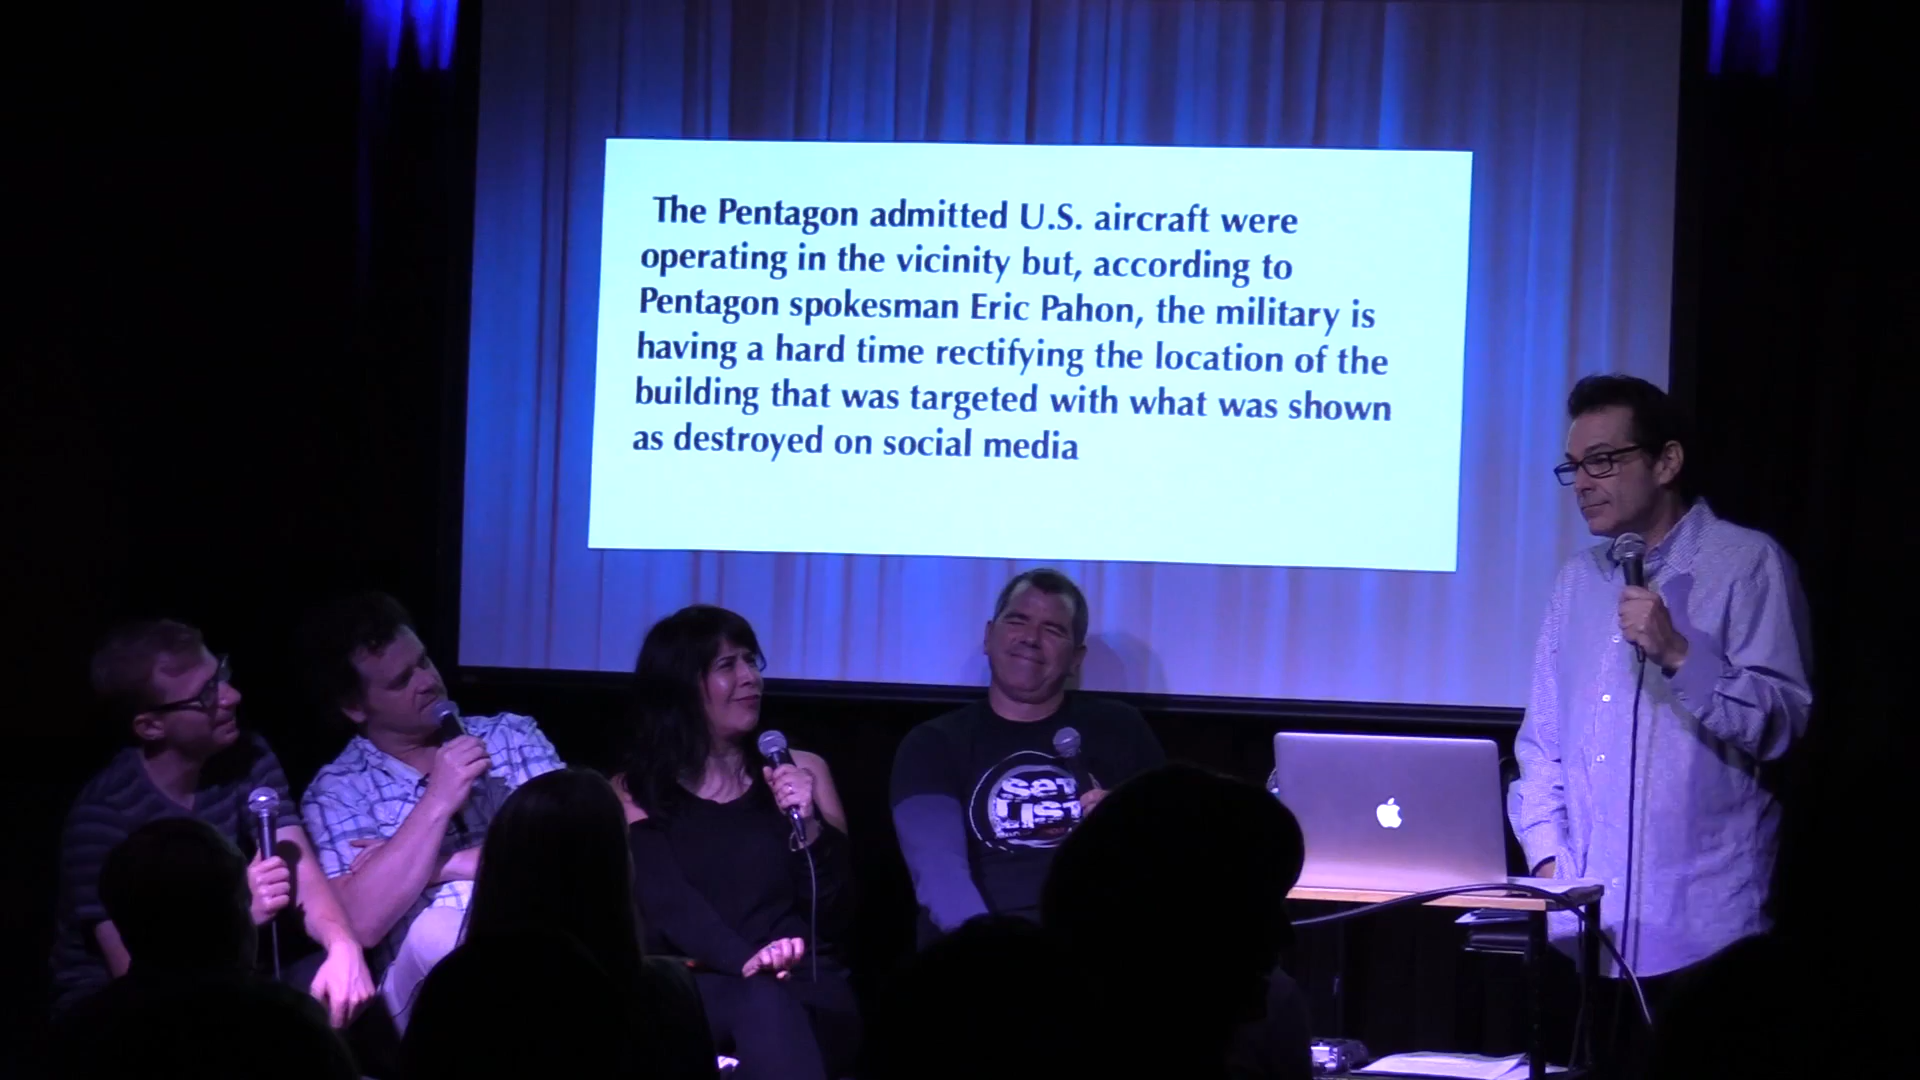 The Pentagon admitted U.S. aircraft were
operating in the vicinity but, according to
Pentagon spokesman Eric Pahon, the military is
having a hard time rectifying the location of the
building that was targeted with what was shown
as destroyed on social media
SeT
LIST